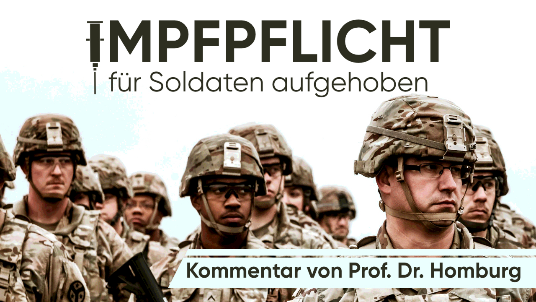 IMPFPFLICHT
für Soldaten aufgehoben
Kommentar von Prof. Dr. Homburg